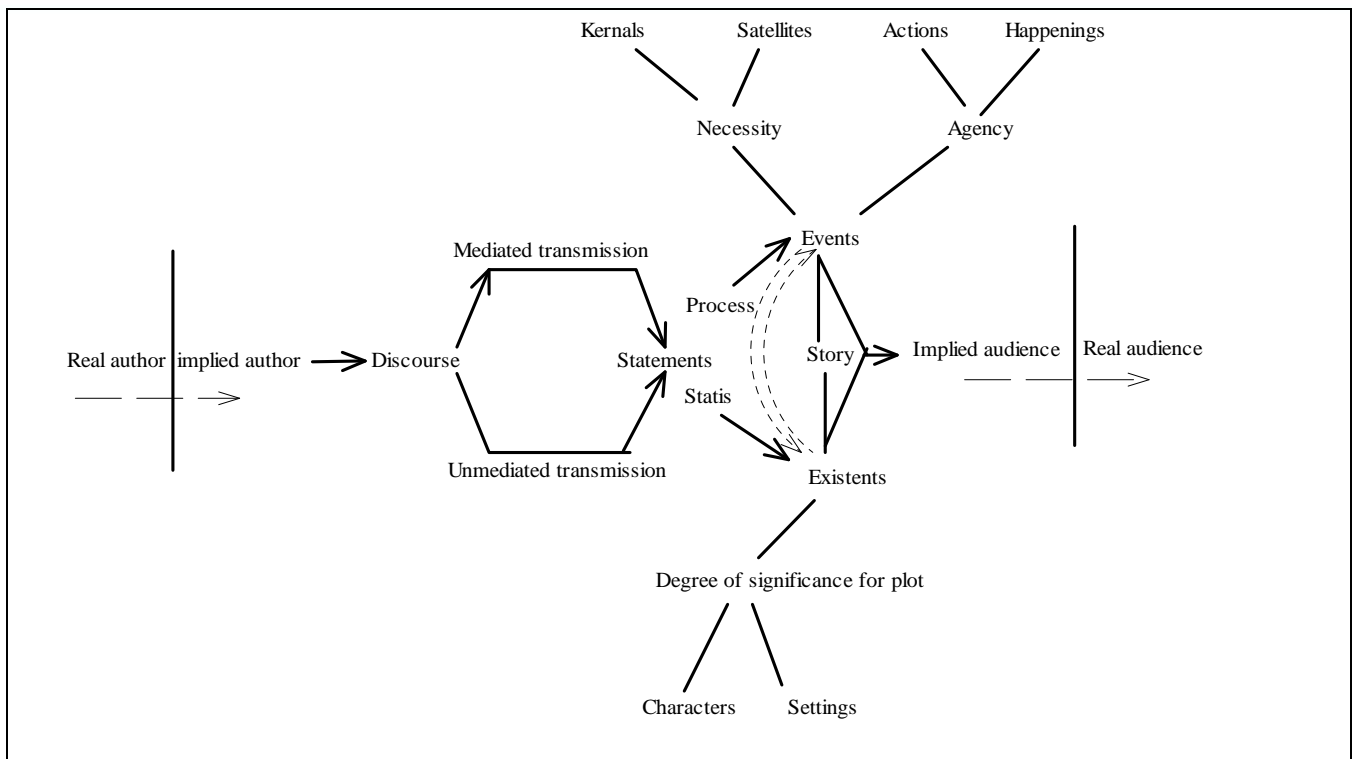 Kernals Satellites Actions Happenings
Necessity Agency
Events
Mediated transmission
Process
Real author implied author Discourse Statements Story Implied audience Real audience
Statis
Unmediated transmission
Existents
Degree of significance for plot
Characters Settings